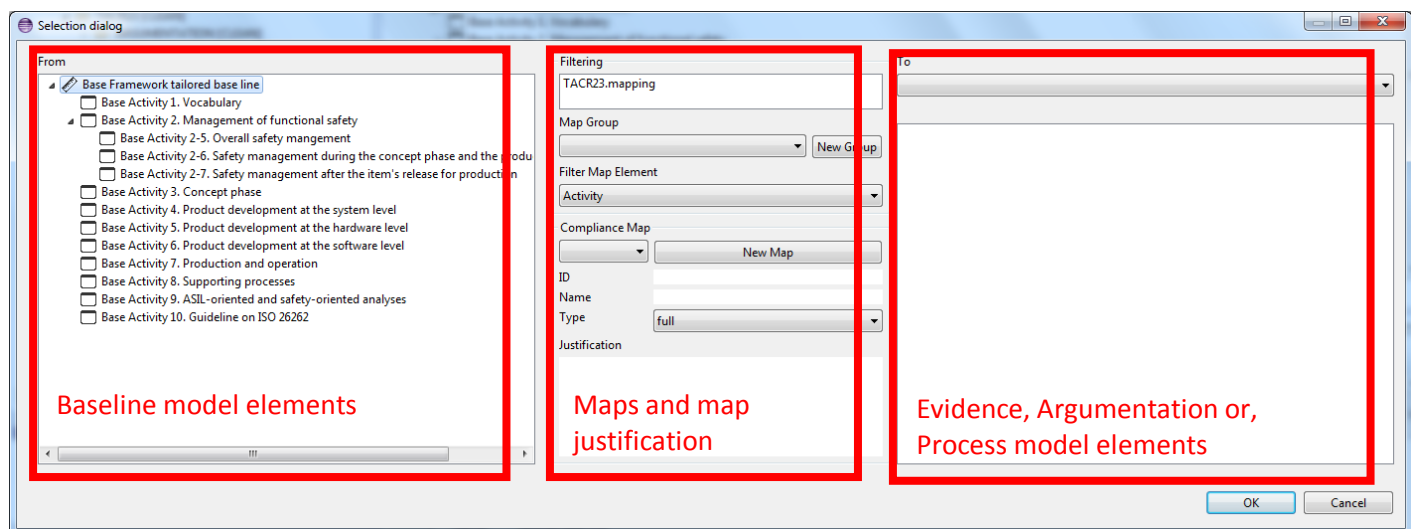 Selection dialog
From
Base Framework tailored base line
Base Activity 1. Vocabulary
Base Activity 2. Management of functional safety
Base Activity 2-5. Overall safety mangement
Base Activity 2-6. Safety management during the concept phase and the produ
Base Activity 2-7. Safety management after the item's release for production
Base Activity 3. Concept phase
Base Activity 4. Product development at the system level
Base Activity 5. Product development at the hardware level
Base Activity 6. Product development at the software level
Base Activity 7. Production and operation
Base Activity 8. Supporting processes
Base Activity 9. ASIL-oriented and safety-oriented analyses
Base Activity 10. Guideline on ISO 26262
Baseline model elements
Filtering
TACR23.mapping
Map Group
New Group
Filter Map Element
Activity
Compliance Map
New Map
ID
Name
Type
full
Justification
Maps and map
justification
To
Evidence, Argumentation or,
Process model elements
OK
Cancel